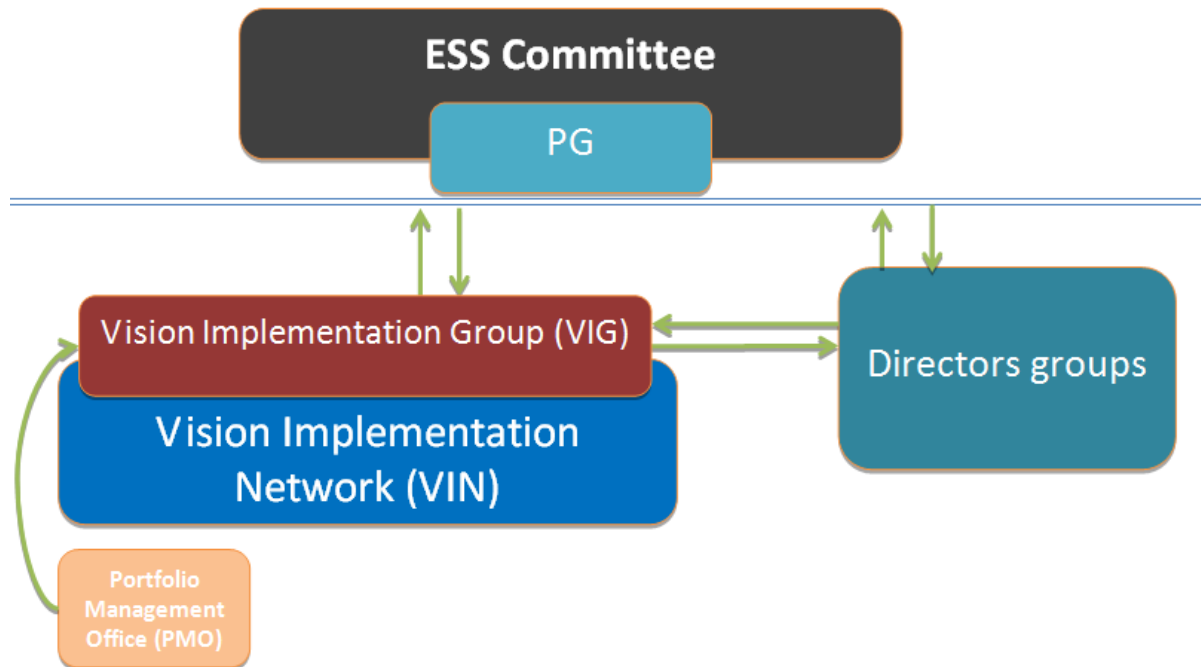 ESS Committee
PG
Vision Implementation Group (VIG)
Directors groups
Vision Implementation
Network (VIN)
Portfolio
Management
Office (PMO)